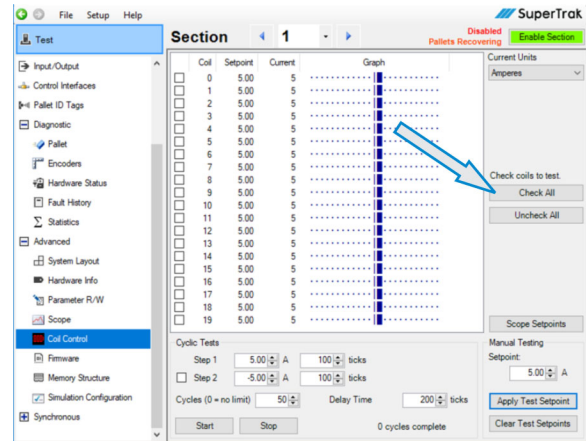 File Setup Help
SuperTrak
Test
Section 1 -
Disabled
Pallets Recovering
Enable Section
Input/Output
Control Interfaces
Pallet ID Tags
Diagnostic
Pallet
Encoders
Hardware Status
Fault History
Statistics
Advanced
System Layout
Hardware Info
Parameter R/W
Scope
Coil Control
Firmware
Memory Structure
Simulation Configuration
Synchronous
Coil Setpoint Current Graph
0 5.00 5
1 5.00 5
2 5.00 5
3 5.00 5
4 5.00 5
5 5.00 5
6 5.00 5
7 5.00 5
8 5.00 5
9 5.00 5
10 5.00 5
11 5.00 5
12 5.00 5
13 5.00 5
14 5.00 5
15 5.00 5
16 5.00 5
17 5.00 5
18 5.00 5
19 5.00 5
Current Units
Amperes
Check coils to test.
Check All
Uncheck All
Scope Setpoints
Cyclic Tests
Step 1 5.00 A 100 ticks
Step 2 -5.00 A 100 ticks
Cycles (0 = no limit) 50 Delay Time 200 ticks
Start Stop 0 cycles complete
Manual Testing
Setpoint:
5.00 A
Apply Test Setpoint
Clear Test Setpoints